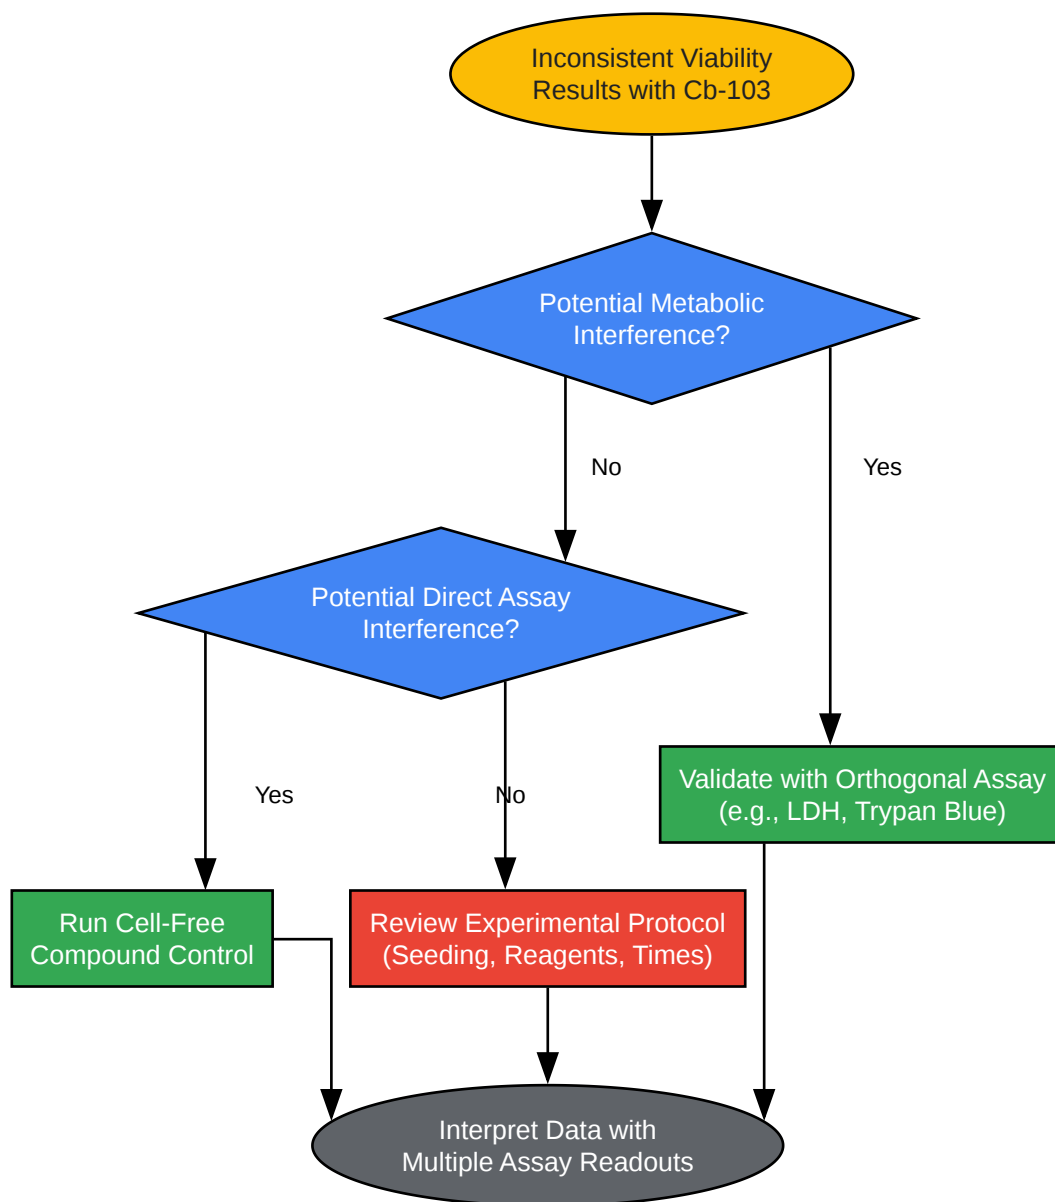 Inconsistent Viability
Results with Cb-103
Potential Metabolic
Interference?
No
Yes
Potential Direct Assay
Interference?
Yes
No
Validate with Orthogonal Assay
(e.g., LDH, Trypan Blue)
Run Cell-Free
Compound Control
Review Experimental Protocol
(Seeding, Reagents, Times)
Interpret Data with
Multiple Assay Readouts